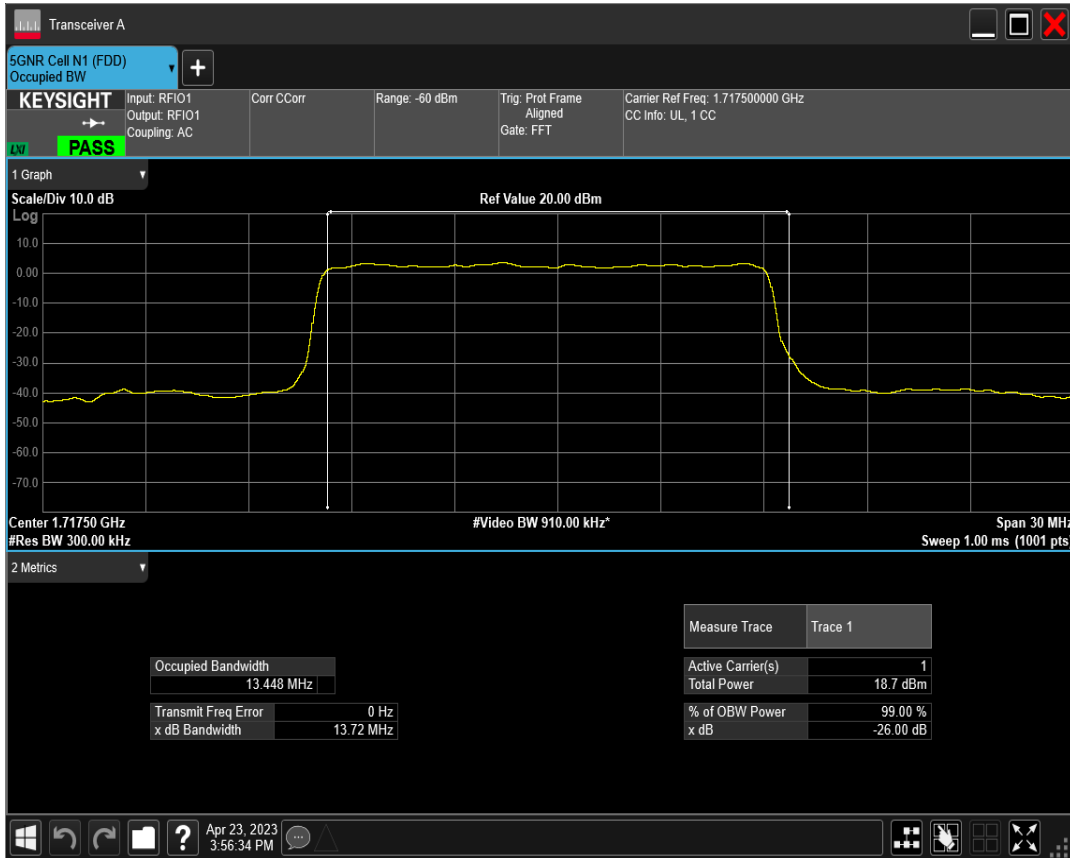 Transceiver A
5GNR Cell N1 (FDD)
Occupied BW
+
KEYSIGHT
LXI
PASS
Input: RFIO1
Output: RFIO1
Coupling: AC
Corr CCorr
Range: -60 dBm
Trig: Prot Frame
Aligned
Gate: FFT
Carrier Ref Freq: 1.717500000 GHz
CC Info: UL, 1 CC
1 Graph
Scale/Div 10.0 dB
Ref Value 20.00 dBm
Log
10.0
0.00
-10.0
-20.0
-30.0
-40.0
-50.0
-60.0
-70.0
Center 1.71750 GHz
#Video BW 910.00 kHz*
Span 30 MHz
#Res BW 300.00 kHz
Sweep 1.00 ms (1001 pts)
2 Metrics
Measure Trace Trace 1
Occupied Bandwidth
13.448 MHz
Active Carrier(s) 1
Total Power 18.7 dBm
Transmit Freq Error 0 Hz
x dB Bandwidth 13.72 MHz
% of OBW Power 99.00 %
x dB -26.00 dB
?
Apr 23, 2023
3:56:34 PM